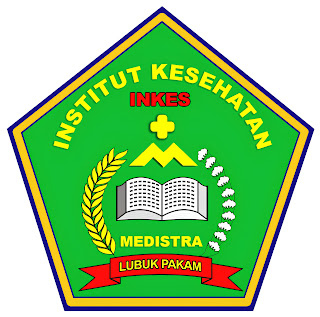 INSTITUT KESEHATAN
INKES
MEDISTRA
LUBUK PAKAM